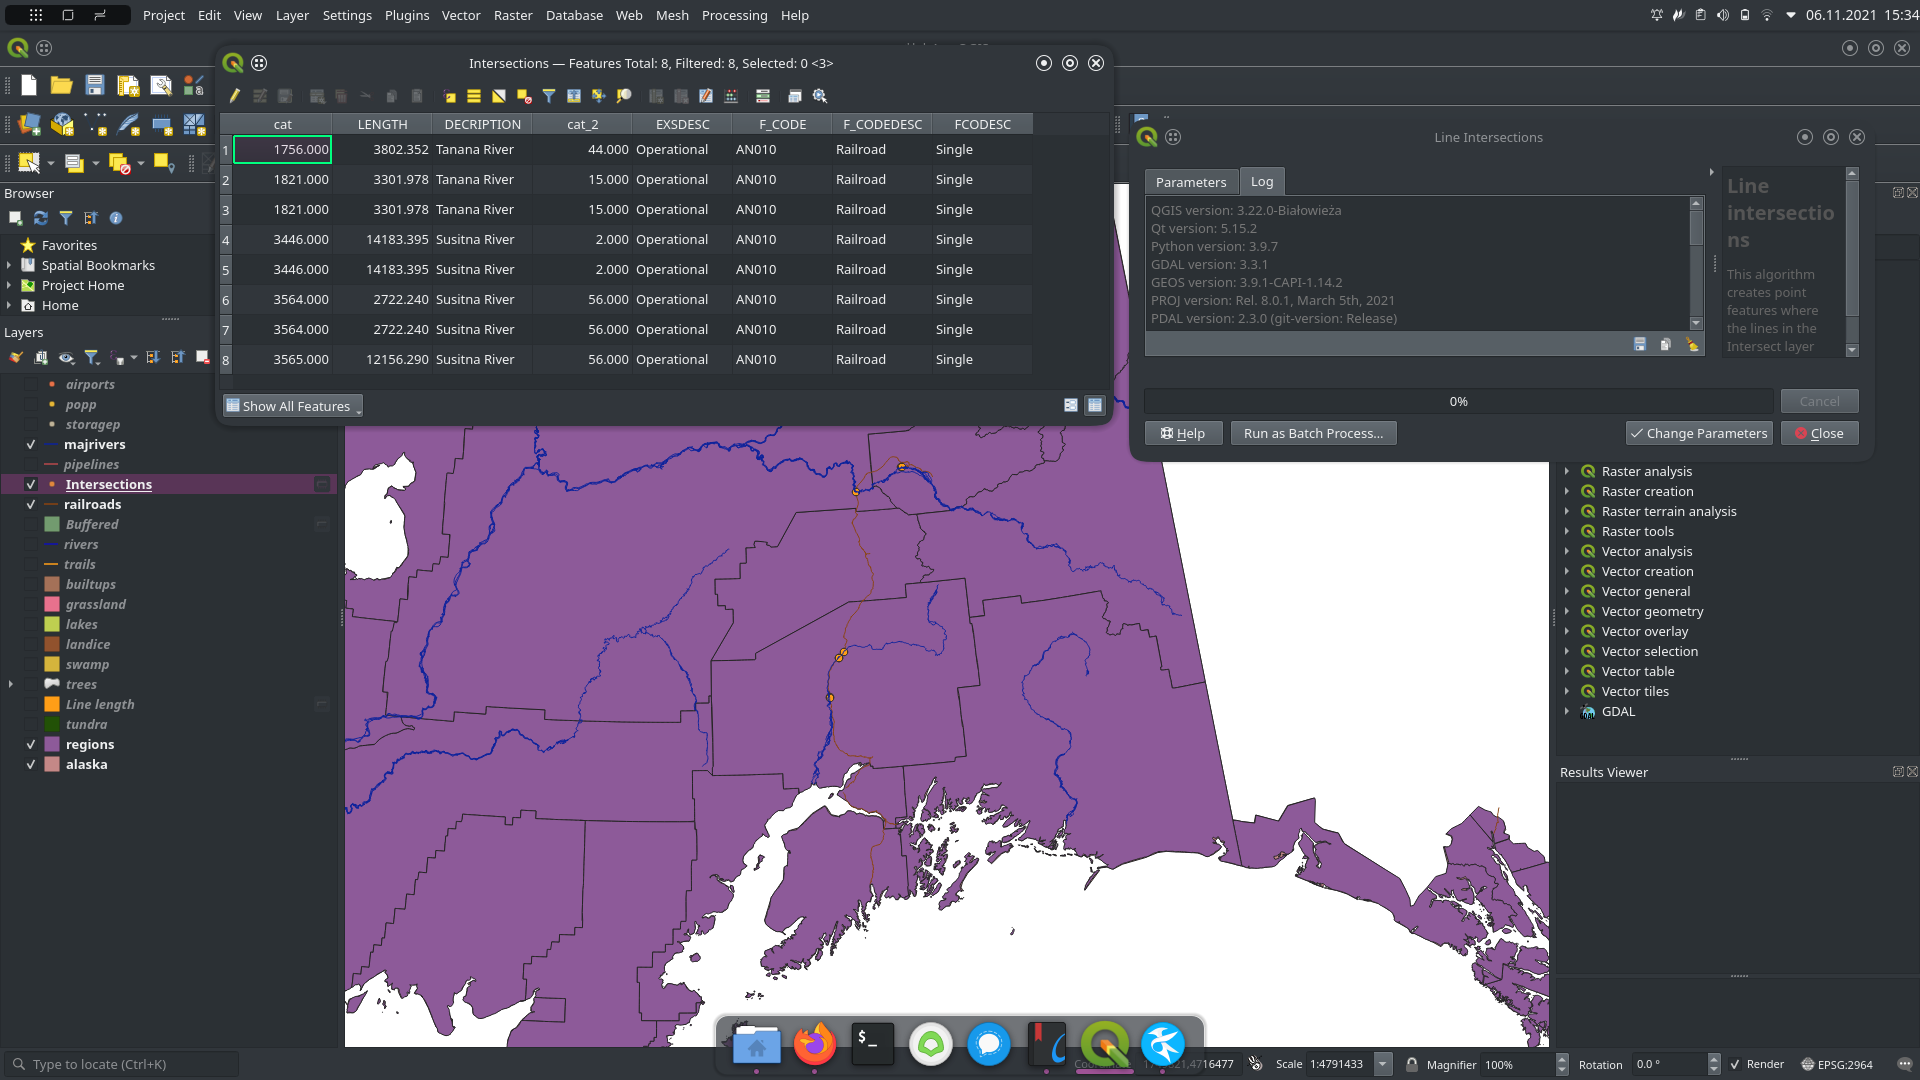 Project Edit View Layer Settings Plugins Vector Raster Database Web Mesh Processing Help
06.11.2021 15:34
Intersections — Features Total: 8, Filtered: 8, Selected: 0 <3>
cat LENGTH DECRIPTION cat_2 EXSDESC F_CODE F_CODEDESC FCODESC
1 1756.000 3802.352 Tanana River 44.000 Operational AN010 Railroad Single
2 1821.000 3301.978 Tanana River 15.000 Operational AN010 Railroad Single
3 1821.000 3301.978 Tanana River 15.000 Operational AN010 Railroad Single
4 3446.000 14183.395 Susitna River 2.000 Operational AN010 Railroad Single
5 3446.000 14183.395 Susitna River 2.000 Operational AN010 Railroad Single
6 3564.000 2722.240 Susitna River 56.000 Operational AN010 Railroad Single
7 3564.000 2722.240 Susitna River 56.000 Operational AN010 Railroad Single
8 3565.000 12156.290 Susitna River 56.000 Operational AN010 Railroad Single
Show All Features
Line Intersections
Parameters Log
QGIS version: 3.22.0-Białowieża
Qt version: 5.15.2
Python version: 3.9.7
GDAL version: 3.3.1
GEOS version: 3.9.1-CAPI-1.14.2
PROJ version: Rel. 8.0.1, March 5th, 2021
PDAL version: 2.3.0 (git-version: Release)
Line
intersectio
ns
This algorithm
creates point
features where
the lines in the
Intersect layer
0%
Cancel
Help
Run as Batch Process...
Change Parameters
Close
Browser
Favorites
Spatial Bookmarks
Project Home
Home
Layers
airports
popp
storagep
majrivers
pipelines
Intersections
railroads
Buffered
rivers
trails
builtups
grassland
lakes
landice
swamp
trees
Line length
tundra
regions
alaska
Raster analysis
Raster creation
Raster terrain analysis
Raster tools
Vector analysis
Vector creation
Vector general
Vector geometry
Vector overlay
Vector selection
Vector table
Vector tiles
GDAL
Results Viewer
Type to locate (Ctrl+K)
Scale 1:4791433 Magnifier 100% Rotation 0.0 ° Render EPSG:2964